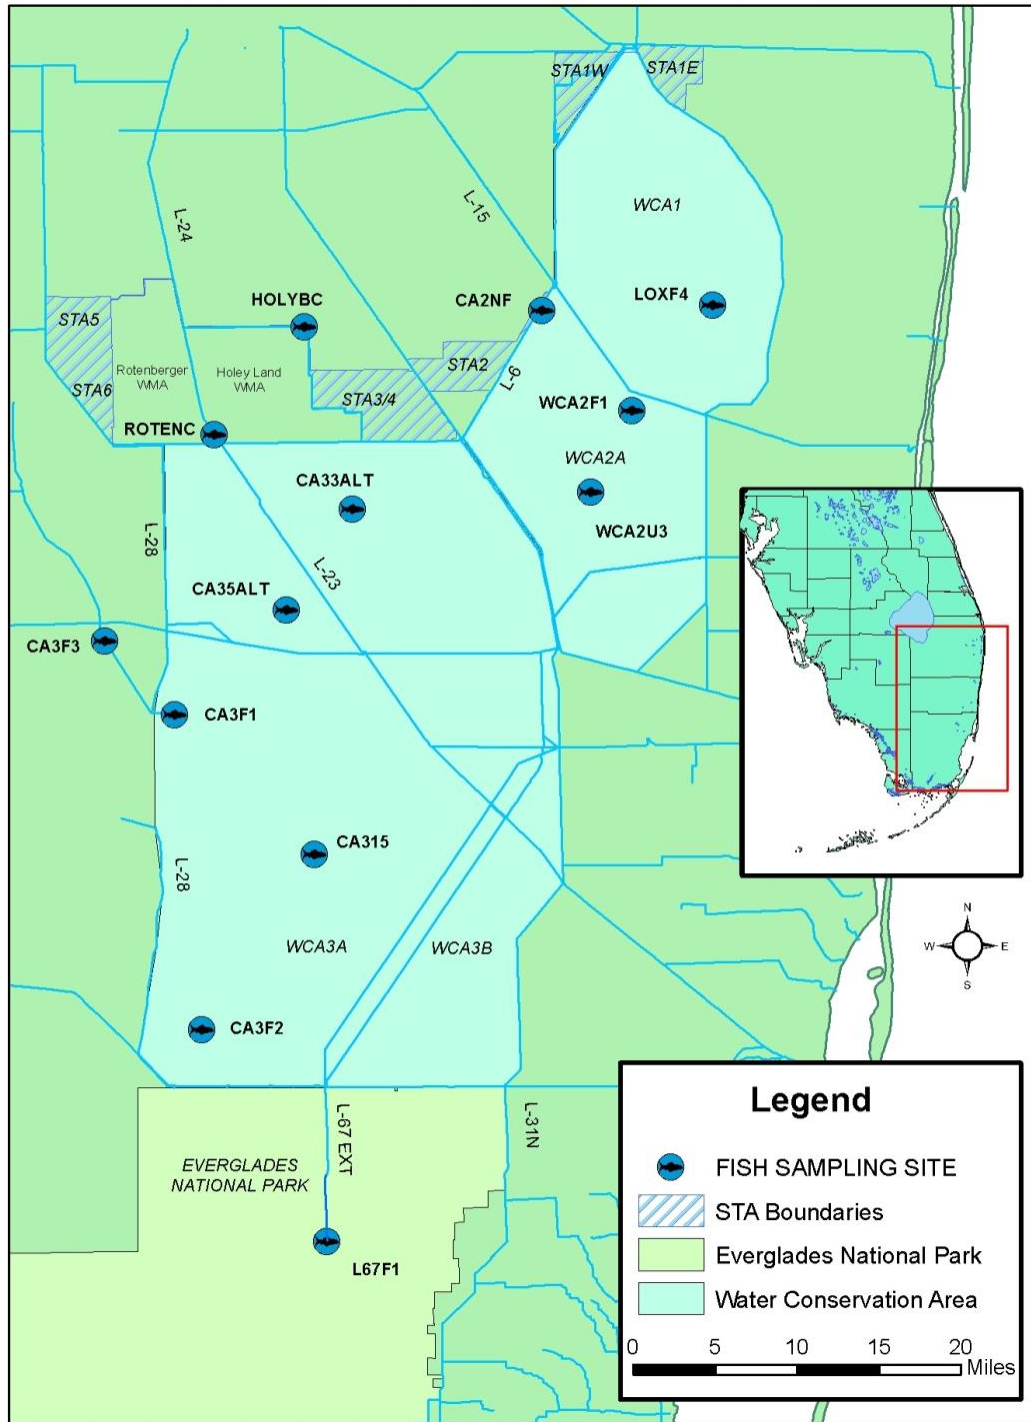 STA1W
STA1E
L-15
WCA1
L-24
HOLYBC
CA2NF
LOXF4
STA5
STA6
Rotenberger
WMA
Holey Land
WMA
STA2
L-6
STA3/4
WCA2F1
ROTENC
WCA2A
CA33ALT
WCA2U3
L-28
L-23
CA35ALT
CA3F3
CA3F1
CA315
L-28
WCA3A
WCA3B
CA3F2
N
W
E
S
L-67 EXT
L-31N
EVERGLADES
NATIONAL PARK
L67F1
Legend
FISH SAMPLING SITE
STA Boundaries
Everglades National Park
Water Conservation Area
0 5 10 15 20
Miles